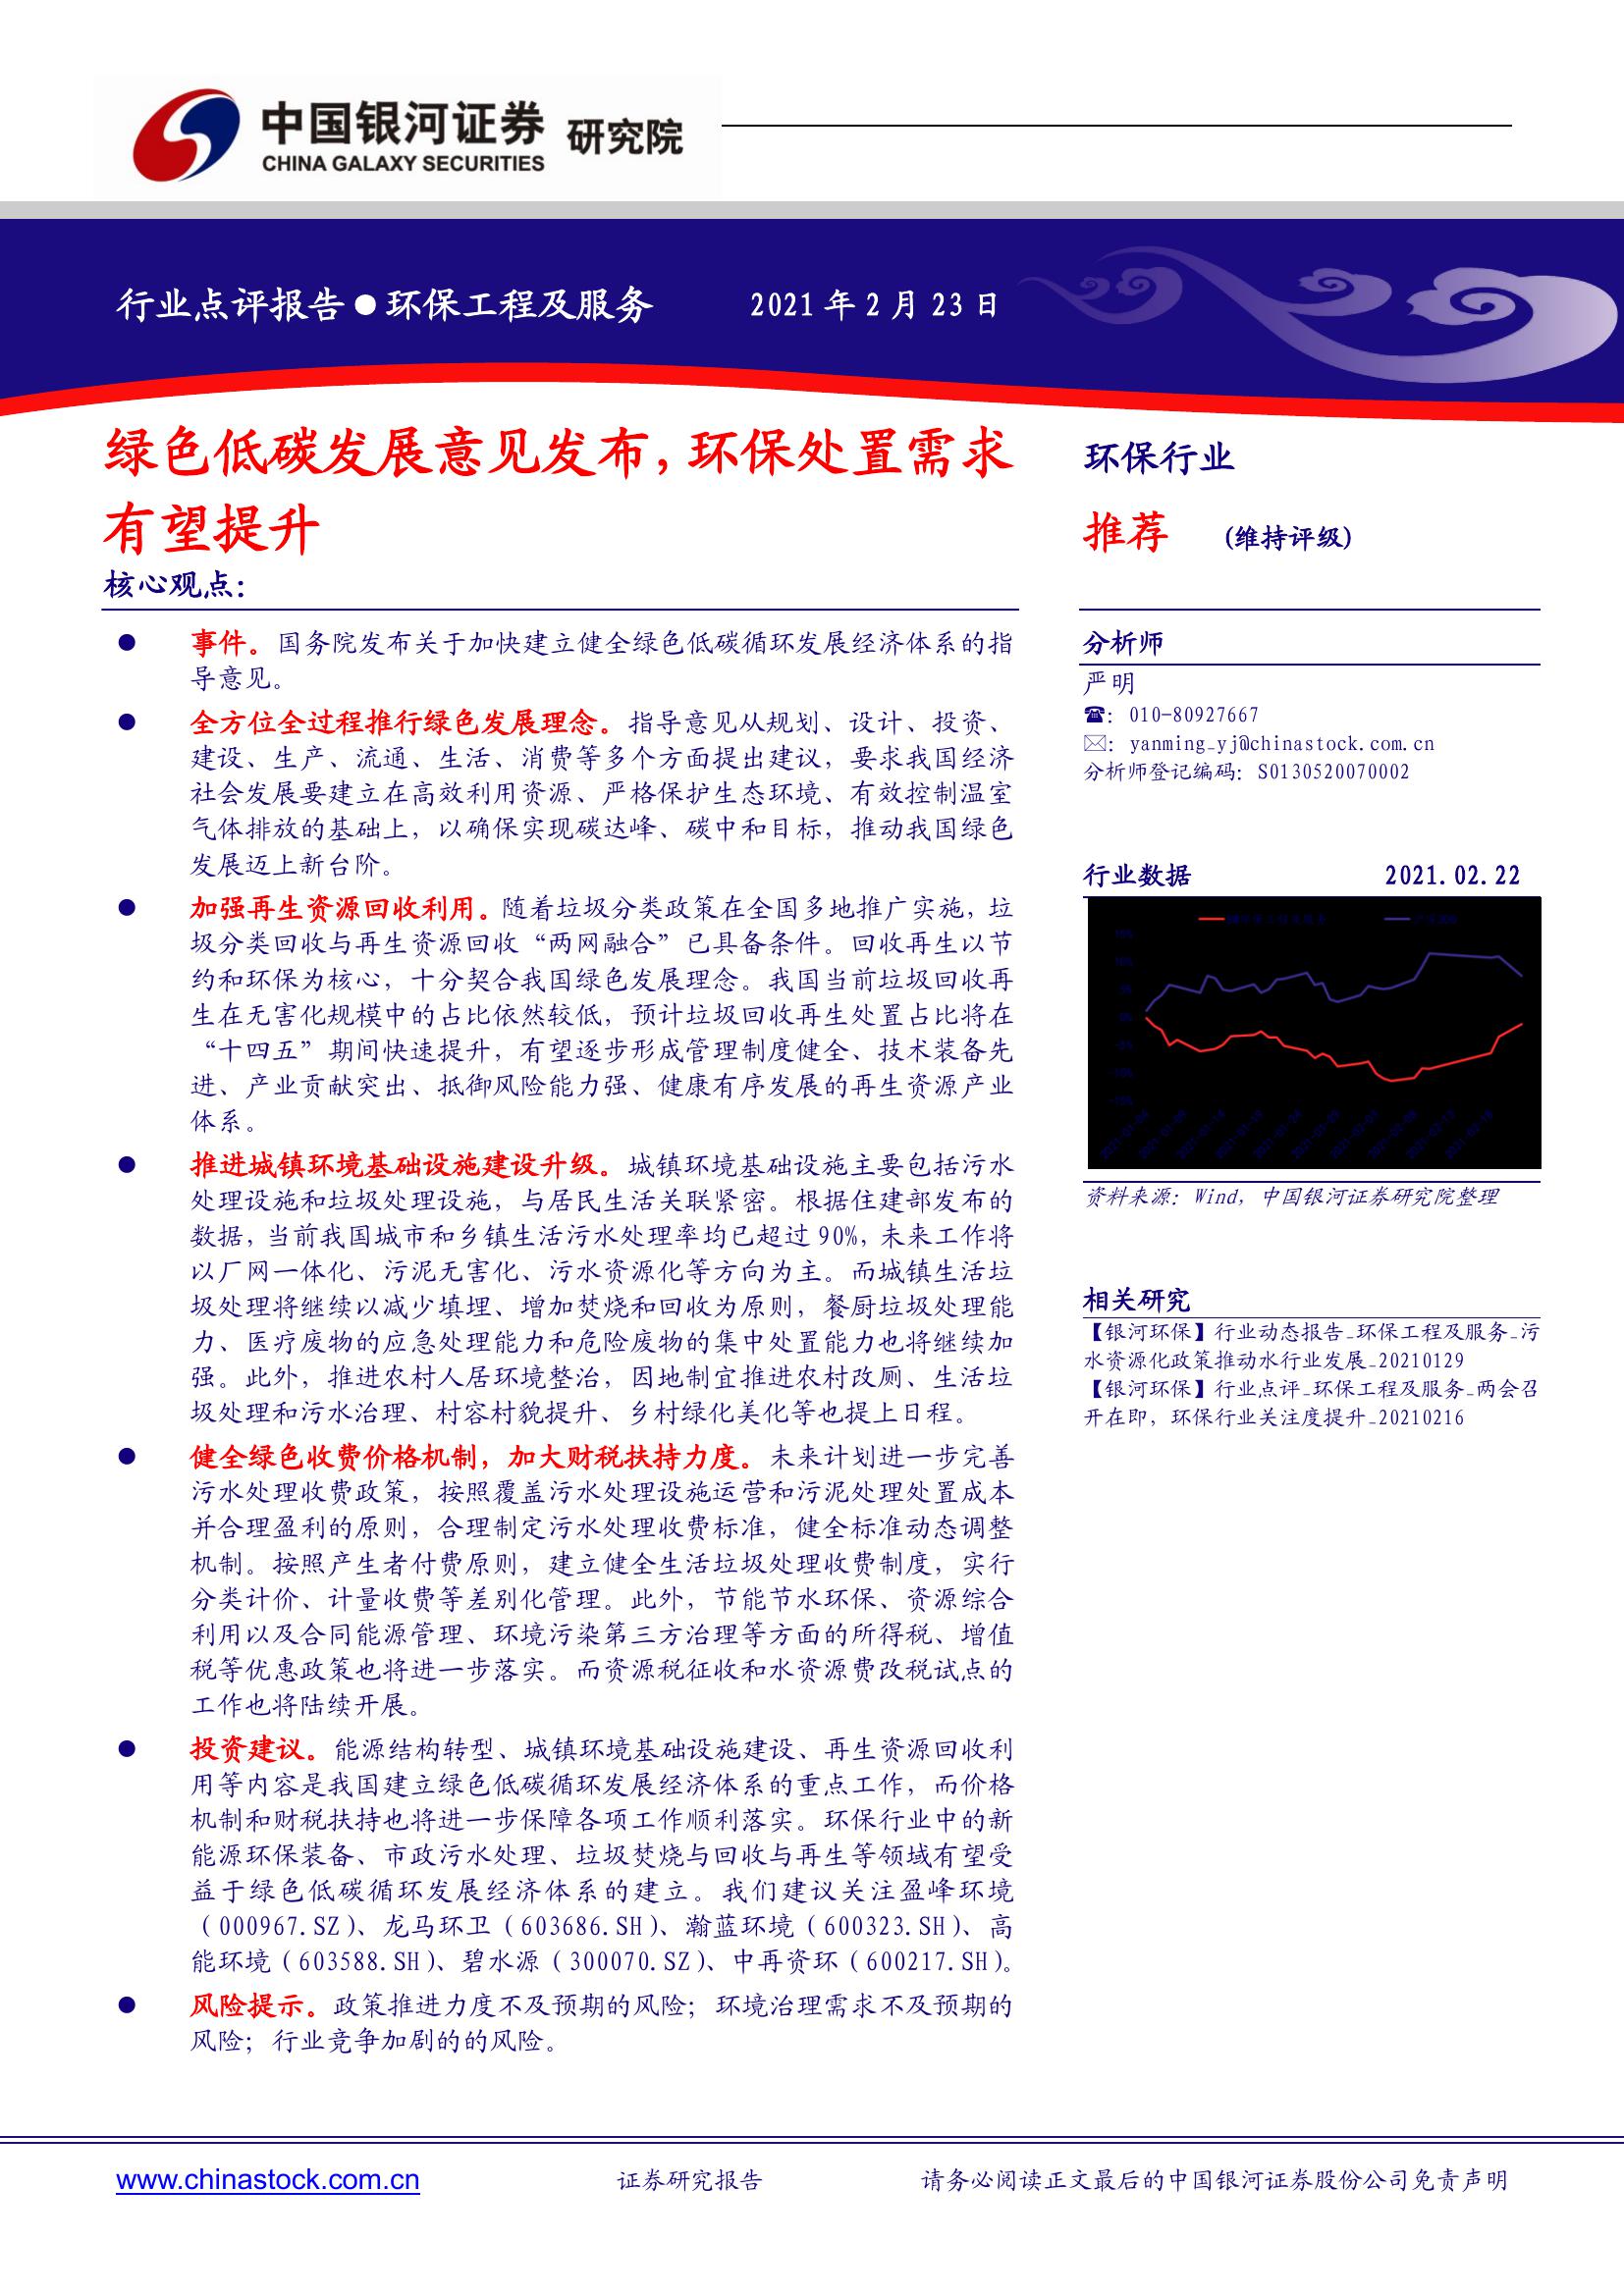 中国银河证券 研究院
CHINA GALAXY SECURITIES
行业点评报告●环保工程及服务 2021 年 2 月 23 日
绿色低碳发展意见发布，环保处置需求
有望提升
核心观点：
● 事件。国务院发布关于加快建立健全绿色低碳循环发展经济体系的指
导意见。
● 全方位全过程推行绿色发展理念。指导意见从规划、设计、投资、
建设、生产、流通、生活、消费等多个方面提出建议，要求我国经济
社会发展要建立在高效利用资源、严格保护生态环境、有效控制温室
气体排放的基础上，以确保实现碳达峰、碳中和目标，推动我国绿色
发展迈上新台阶。
● 加强再生资源回收利用。随着垃圾分类政策在全国多地推广实施，垃
圾分类回收与再生资源回收“两网融合”已具备条件。回收再生以节
约和环保为核心，十分契合我国绿色发展理念。我国当前垃圾回收再
生在无害化规模中的占比依然较低，预计垃圾回收再生处置占比将在
“十四五”期间快速提升，有望逐步形成管理制度健全、技术装备先
进、产业贡献突出、抵御风险能力强、健康有序发展的再生资源产业
体系。
● 推进城镇环境基础设施建设升级。城镇环境基础设施主要包括污水
处理设施和垃圾处理设施，与居民生活关联紧密。根据住建部发布的
数据，当前我国城市和乡镇生活污水处理率均已超过 90%，未来工作将
以厂网一体化、污泥无害化、污水资源化等方向为主。而城镇生活垃
圾处理将继续以减少填埋、增加焚烧和回收为原则，餐厨垃圾处理能
力、医疗废物的应急处理能力和危险废物的集中处置能力也将继续加
强。此外，推进农村人居环境整治，因地制宜推进农村改厕、生活垃
圾处理和污水治理、村容村貌提升、乡村绿化美化等也提上日程。
● 健全绿色收费价格机制，加大财税扶持力度。未来计划进一步完善
污水处理收费政策，按照覆盖污水处理设施运营和污泥处理处置成本
并合理盈利的原则，合理制定污水处理收费标准，健全标准动态调整
机制。按照产生者付费原则，建立健全生活垃圾处理收费制度，实行
分类计价、计量收费等差别化管理。此外，节能节水环保、资源综合
利用以及合同能源管理、环境污染第三方治理等方面的所得税、增值
税等优惠政策也将进一步落实。而资源税征收和水资源费改税试点的
工作也将陆续开展。
● 投资建议。能源结构转型、城镇环境基础设施建设、再生资源回收利
用等内容是我国建立绿色低碳循环发展经济体系的重点工作，而价格
机制和财税扶持也将进一步保障各项工作顺利落实。环保行业中的新
能源环保装备、市政污水处理、垃圾焚烧与回收与再生等领域有望受
益于绿色低碳循环发展经济体系的建立。我们建议关注盈峰环境
（000967.SZ）、龙马环卫（603686.SH）、瀚蓝环境（600323.SH）、高
能环境（603588.SH）、碧水源（300070.SZ）、中再资环（600217.SH）。
● 风险提示。政策推进力度不及预期的风险；环境治理需求不及预期的
风险；行业竞争加剧的的风险。
环保行业
推荐 （维持评级）
分析师
严明
☎：010-80927667
✉：yanming_yj@chinastock.com.cn
分析师登记编码：S0130520070002
行业数据 2021.02.22
资料来源：Wind，中国银河证券研究院整理
相关研究
【银河环保】行业动态报告_环保工程及服务_污
水资源化政策推动水行业发展_20210129
【银河环保】行业点评_环保工程及服务_两会召
开在即，环保行业关注度提升_20210216
www.chinastock.com.cn 证券研究报告 请务必阅读正文最后的中国银河证券股份公司免责声明